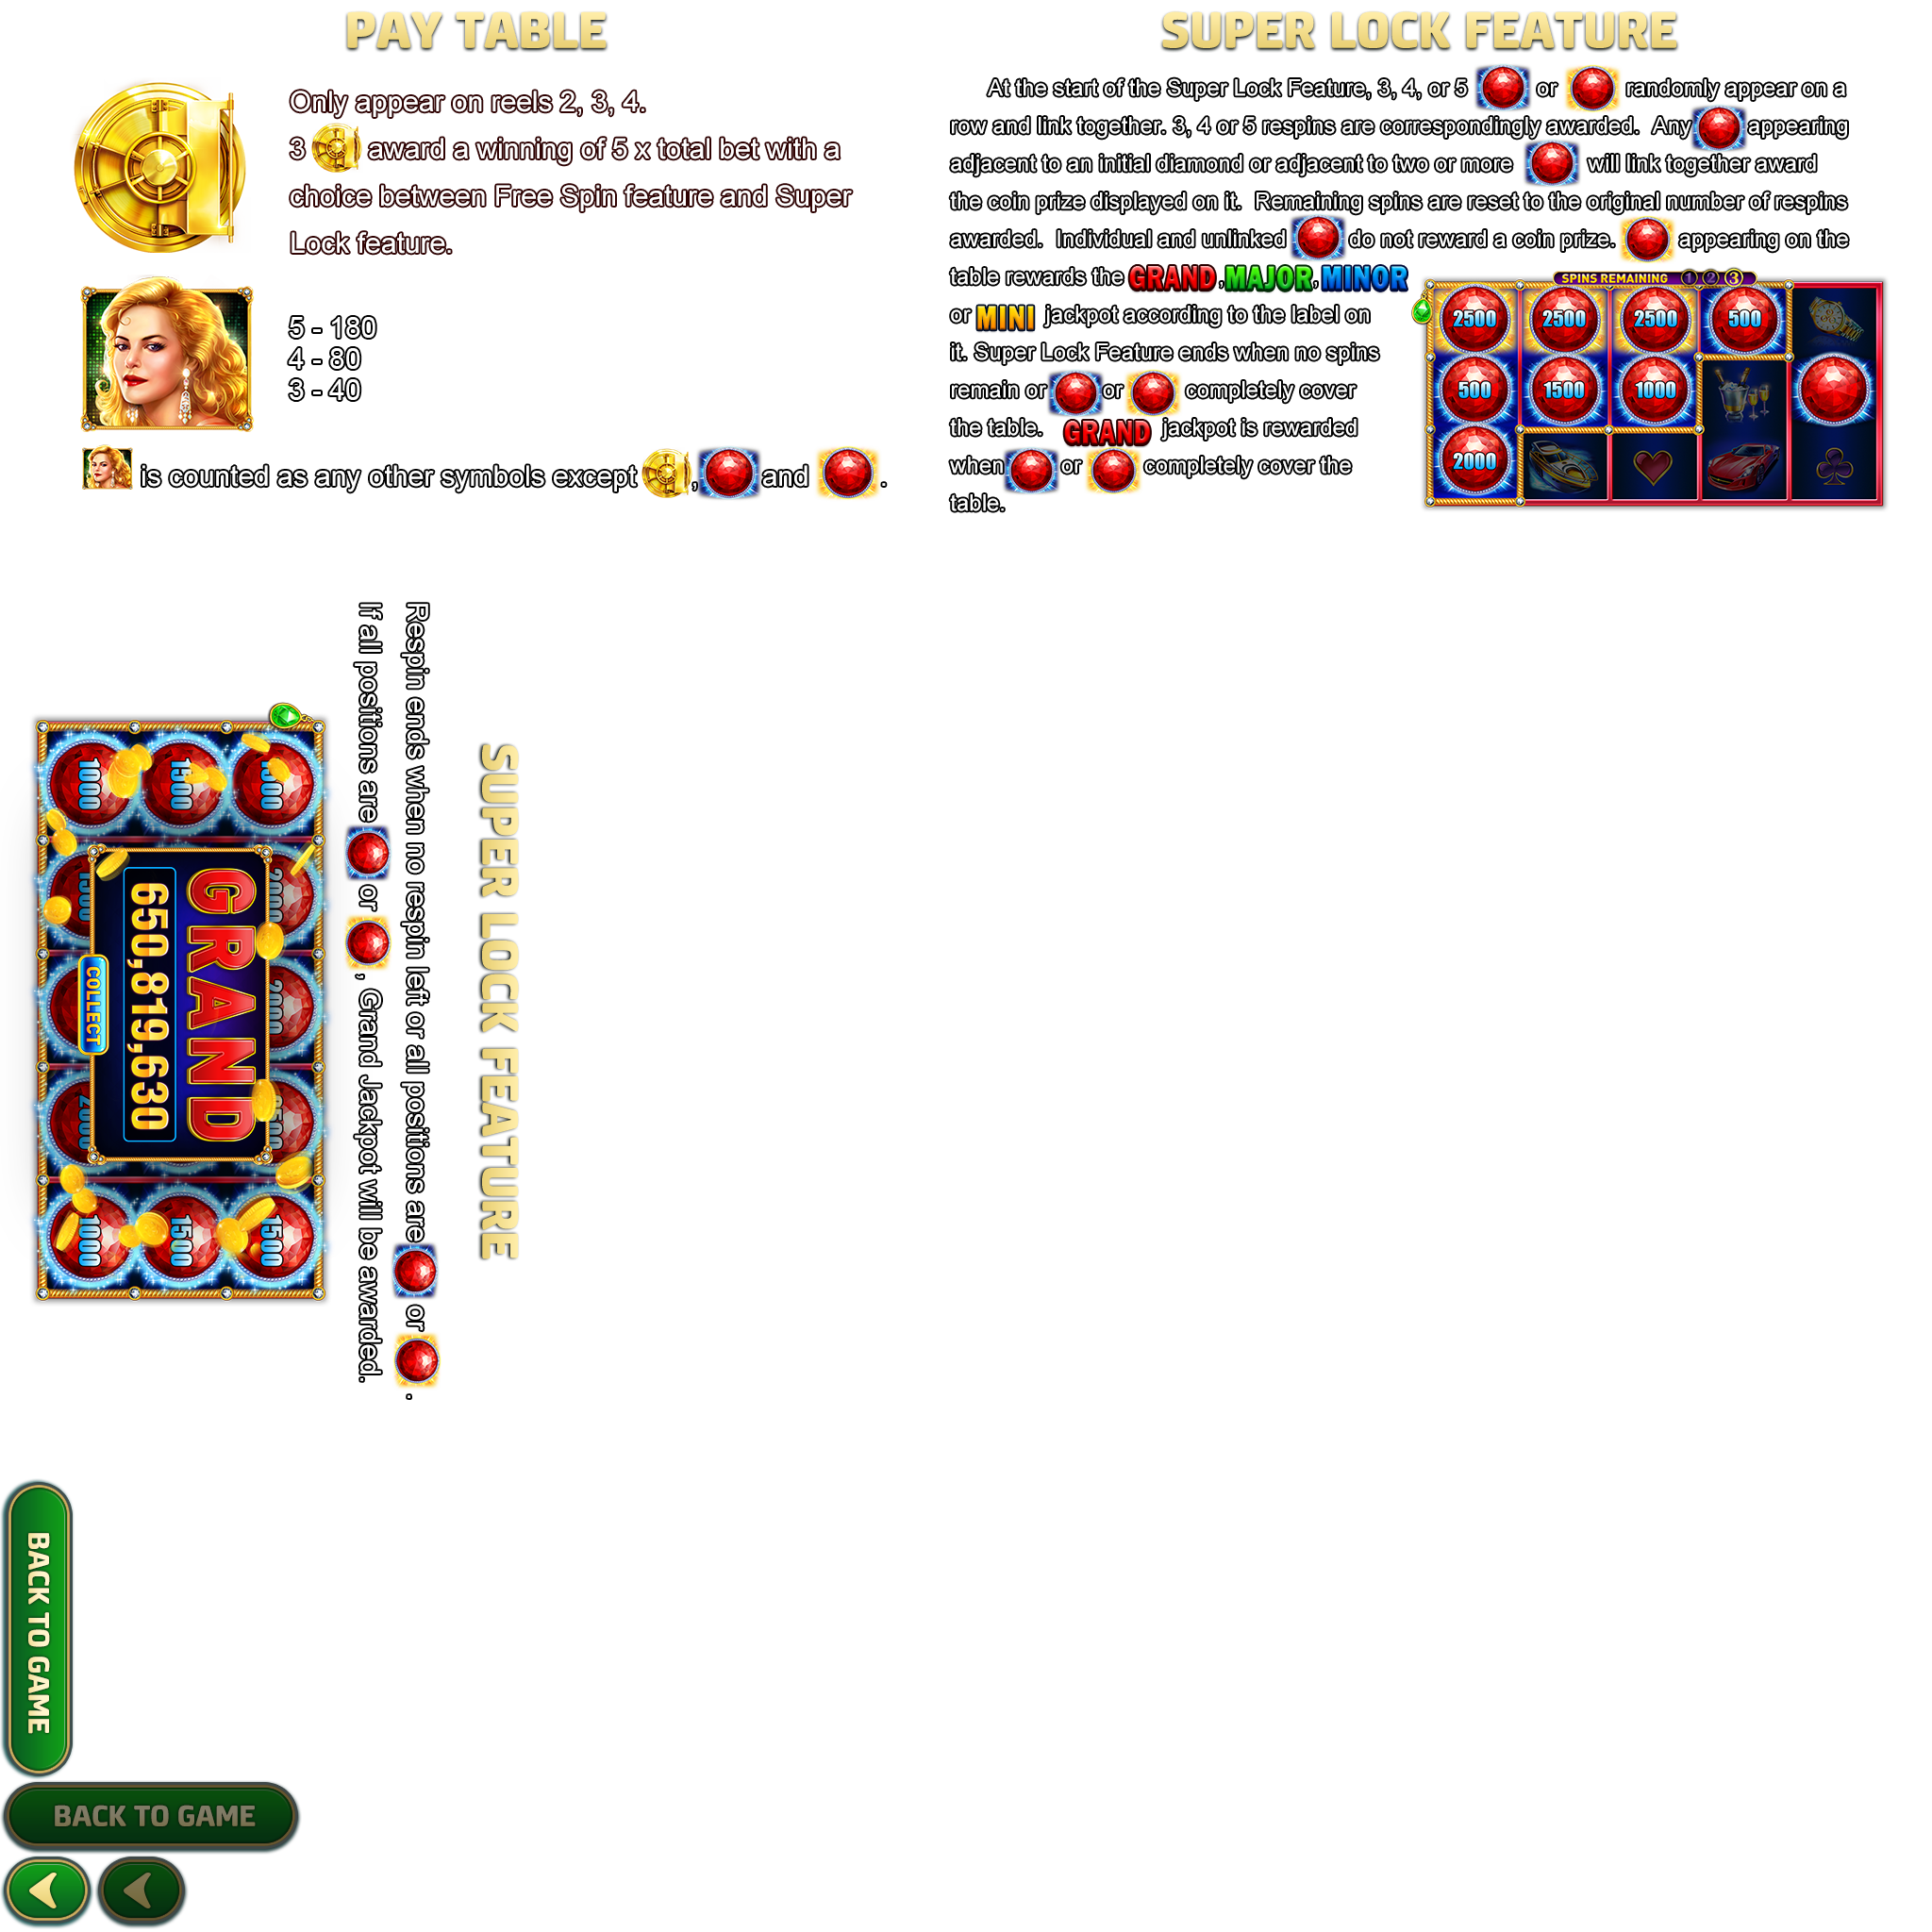 PAY TABLE
Only appear on reels 2, 3, 4.
3 award a winning of 5 x total bet with a
choice between Free Spin feature and Super
Lock feature.
5 - 180
4 - 80
3 - 40
is counted as any other symbols except , and .
SUPER LOCK FEATURE
At the start of the Super Lock Feature, 3, 4, or 5 or randomly appear on a
row and link together. 3, 4 or 5 respins are correspondingly awarded. Any appearing
adjacent to an initial diamond or adjacent to two or more will link together award
the coin prize displayed on it. Remaining spins are reset to the original number of respins
awarded. Individual and unlinked do not reward a coin prize. appearing on the
table rewards the GRAND, MAJOR, MINOR
or MINI jackpot according to the label on
it. Super Lock Feature ends when no spins
remain or or completely cover
the table. GRAND jackpot is rewarded
when or completely cover the
table.
SPINS REMAINING 1 2 3
2500 2500 2500 500
500 1500 1000
2000
SUPER LOCK FEATURE
Respin ends when no respin left or all positions are or .
If all positions are or , Grand Jackpot will be awarded.
1500 2000 2000 1500
GRAND
1500 1500
650,819,630
1000 1000
COLLECT
BACK TO GAME
BACK TO GAME